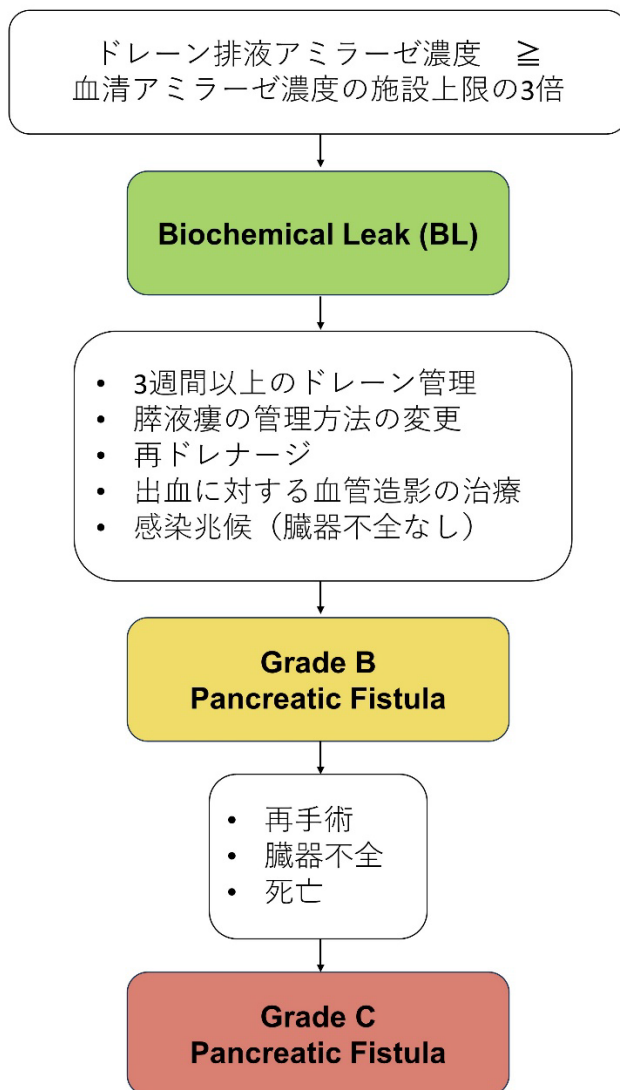 ドレーン排液アミラーゼ濃度　≧
血清アミラーゼ濃度の施設上限の3倍
Biochemical Leak (BL)
• 3週間以上のドレーン管理
• 膵液瘻の管理方法の変更
• 再ドレナージ
• 出血に対する血管造影の治療
• 感染兆候（臓器不全なし）
Grade B
Pancreatic Fistula
• 再手術
• 臓器不全
• 死亡
Grade C
Pancreatic Fistula